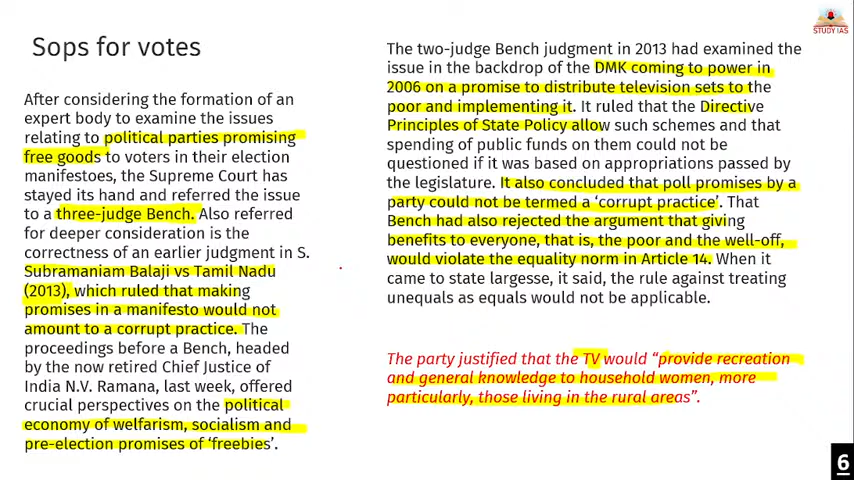 Sops for votes
After considering the formation of an
expert body to examine the issues
relating to political parties promising
free goods to voters in their election
manifestoes, the Supreme Court has
stayed its hand and referred the issue
to a three-judge Bench. Also referred
for deeper consideration is the
correctness of an earlier judgment in S.
Subramaniam Balaji vs Tamil Nadu
(2013), which ruled that making
promises in a manifesto would not
amount to a corrupt practice. The
proceedings before a Bench, headed
by the now retired Chief Justice of
India N.V. Ramana, last week, offered
crucial perspectives on the political
economy of welfarism, socialism and
pre-election promises of ‘freebies’.
The two-judge Bench judgment in 2013 had examined the
issue in the backdrop of the DMK coming to power in
2006 on a promise to distribute television sets to the
poor and implementing it. It ruled that the Directive
Principles of State Policy allow such schemes and that
spending of public funds on them could not be
questioned if it was based on appropriations passed by
the legislature. It also concluded that poll promises by a
party could not be termed a ‘corrupt practice’. That
Bench had also rejected the argument that giving
benefits to everyone, that is, the poor and the well-off,
would violate the equality norm in Article 14. When it
came to state largesse, it said, the rule against treating
unequals as equals would not be applicable.
The party justified that the TV would “provide recreation
and general knowledge to household women, more
particularly, those living in the rural areas”.
STUDY IAS
6